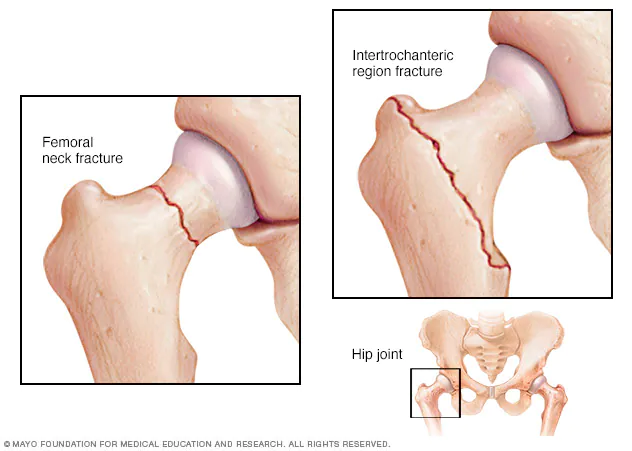 Femoral
neck fracture
Intertrochanteric
region fracture
Hip joint
© MAYO FOUNDATION FOR MEDICAL EDUCATION AND RESEARCH. ALL RIGHTS RESERVED.